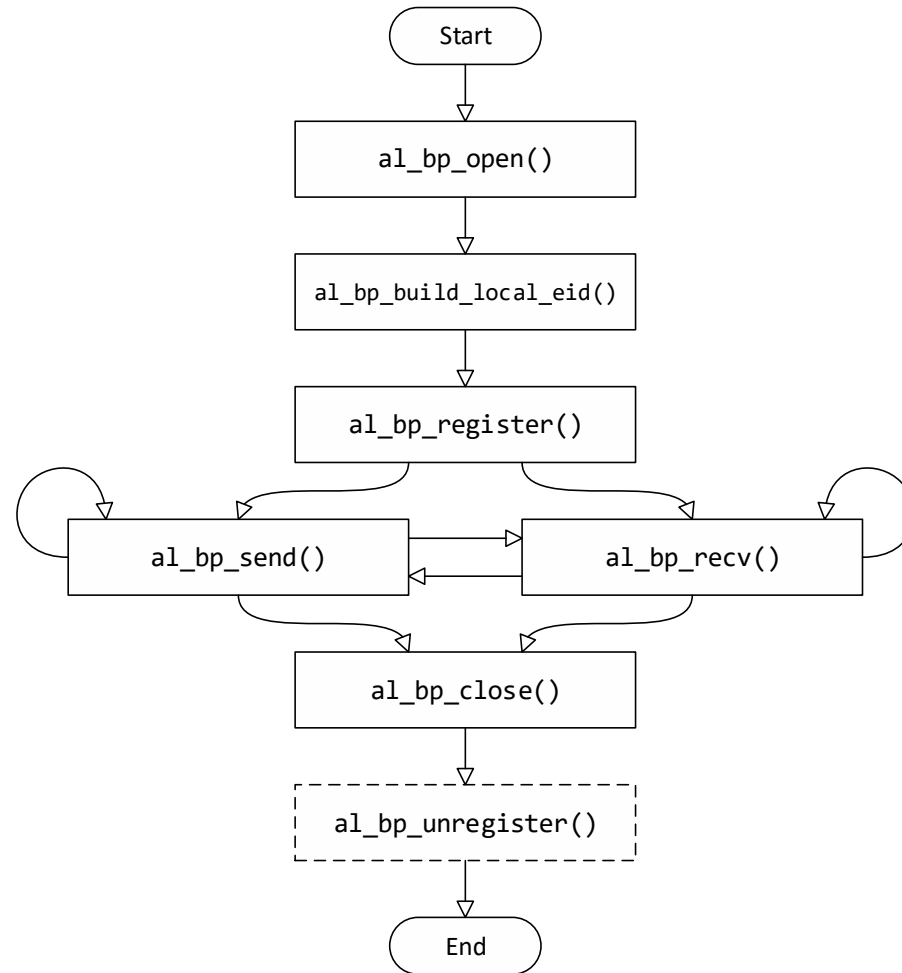 Start
al_bp_open()
al_bp_build_local_eid()
al_bp_register()
al_bp_send()
al_bp_recv()
al_bp_close()
al_bp_unregister()
End